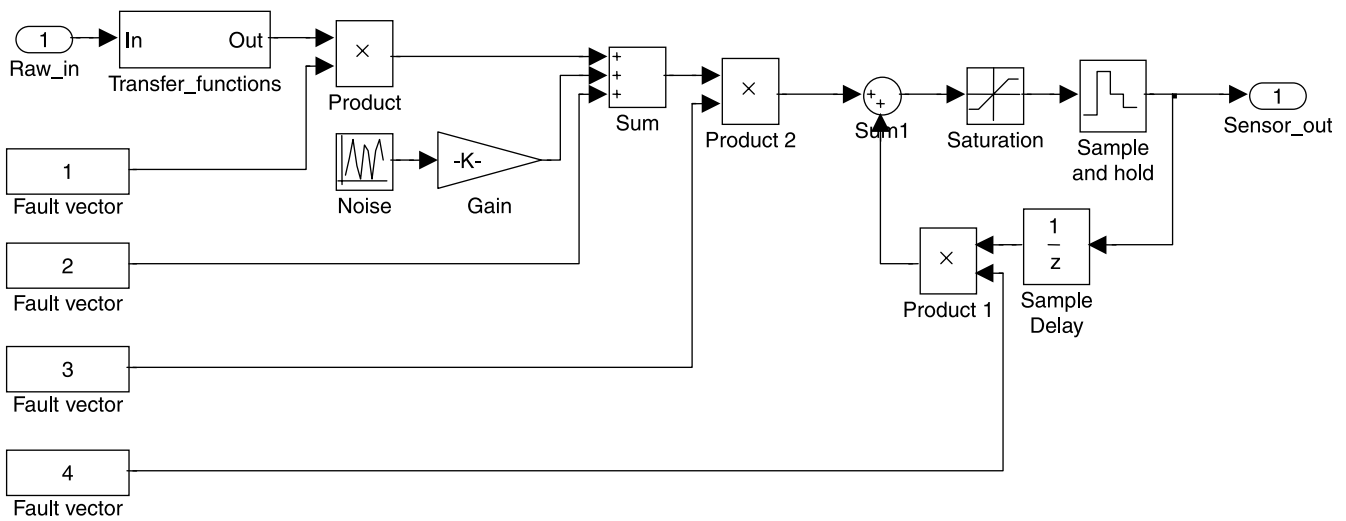 1
Raw_in
In Out
Transfer_functions
×
Product
1
Fault vector
2
Fault vector
3
Fault vector
4
Fault vector
Noise
-K-
Gain
+
+
+
Sum
×
Product 2
+
+
Sum1
Saturation
Sample
and hold
1
Sensor_out
×
Product 1
1
z
Sample
Delay